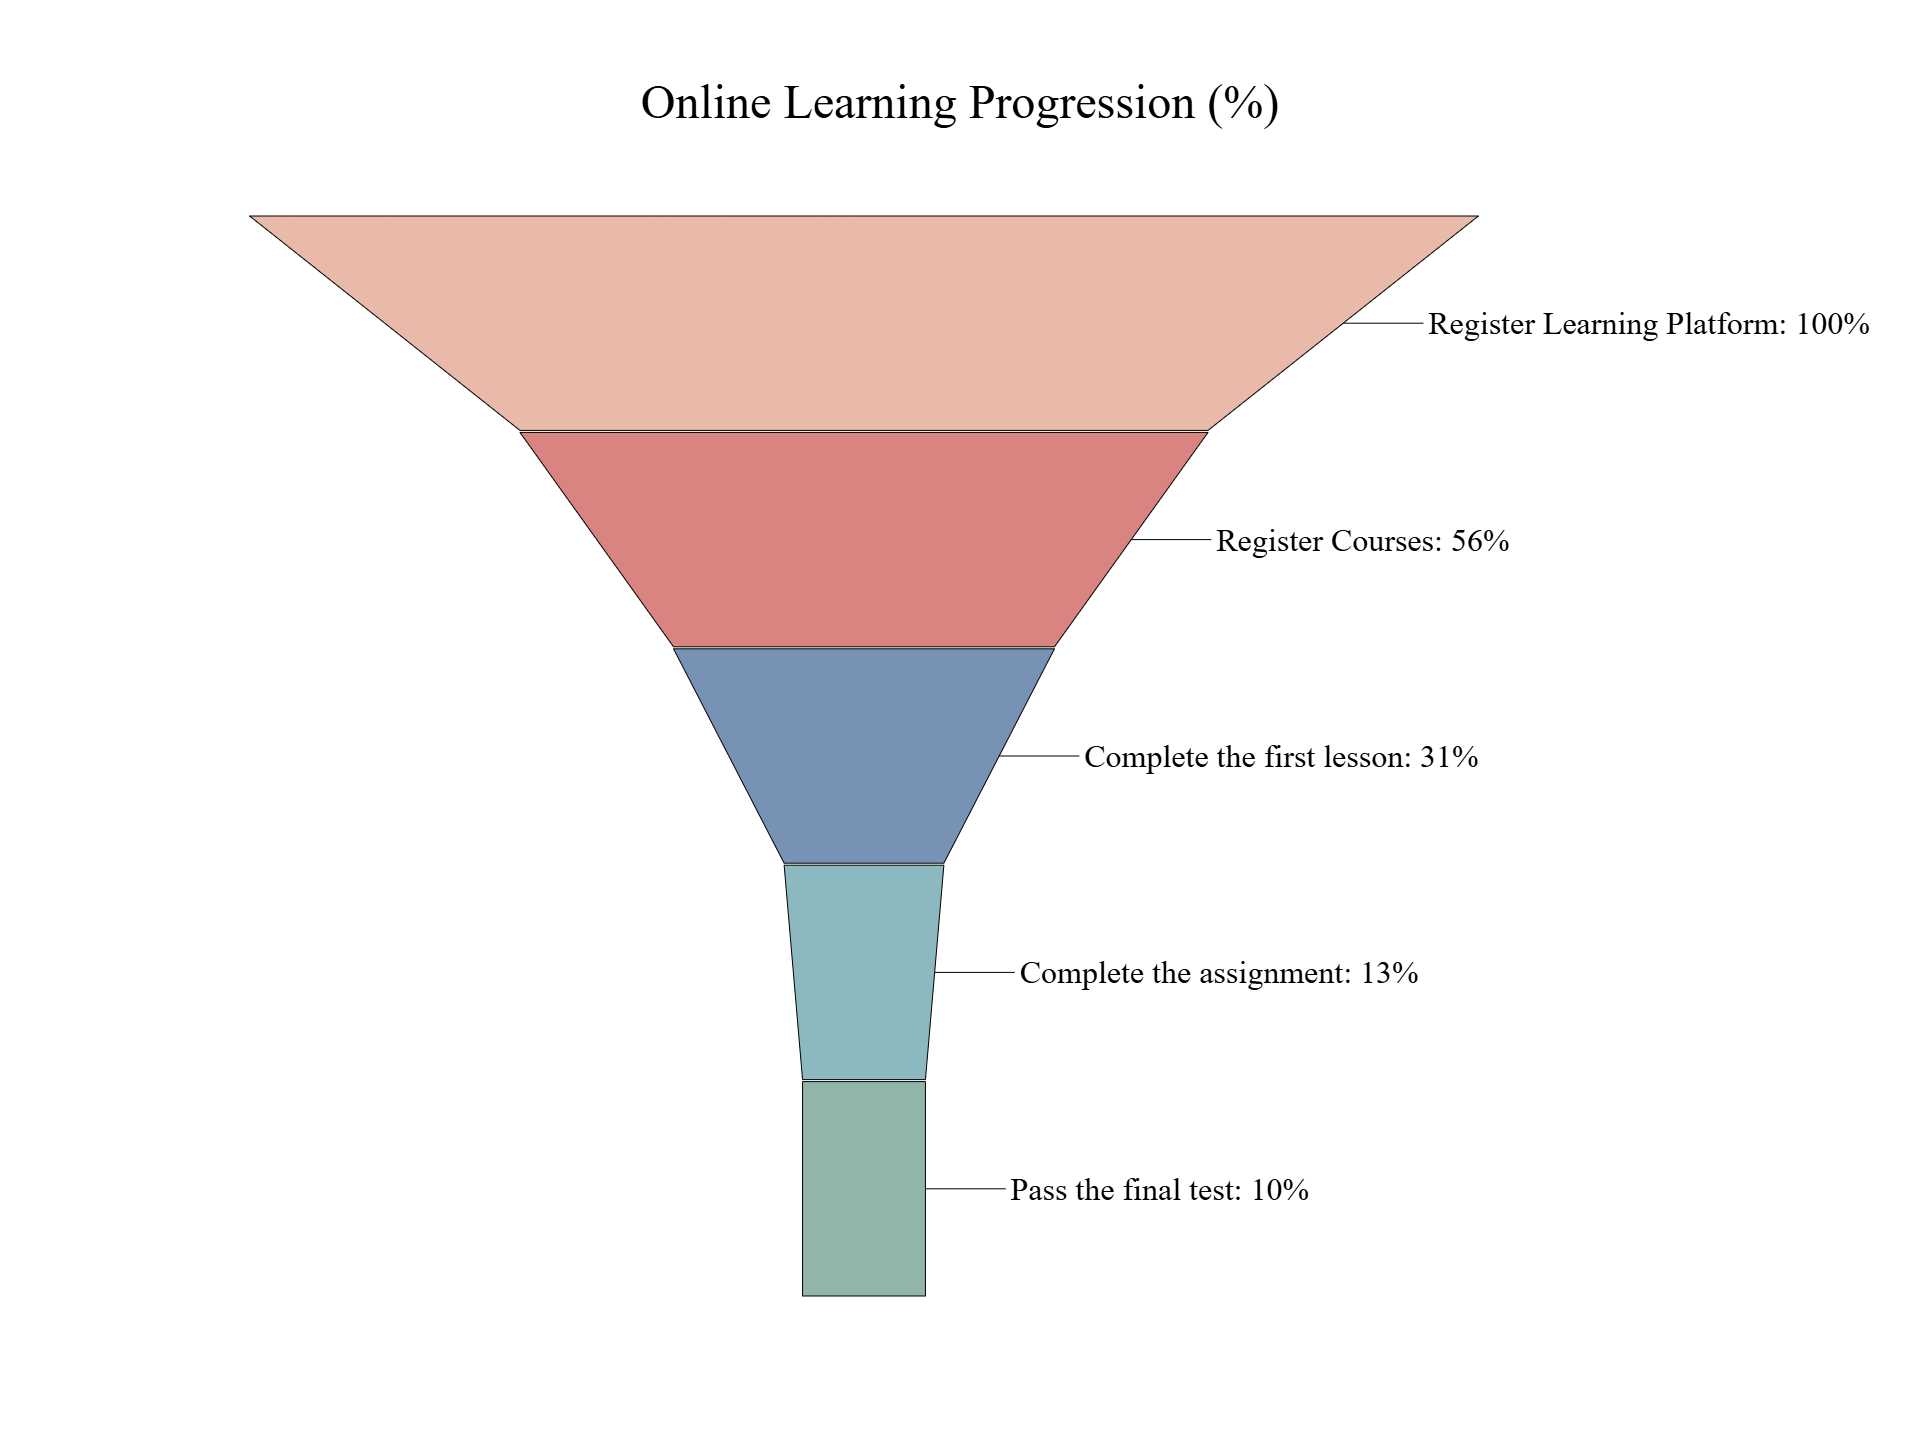 Online Learning Progression (%)
Register Learning Platform: 100%
Register Courses: 56%
Complete the first lesson: 31%
Complete the assignment: 13%
Pass the final test: 10%